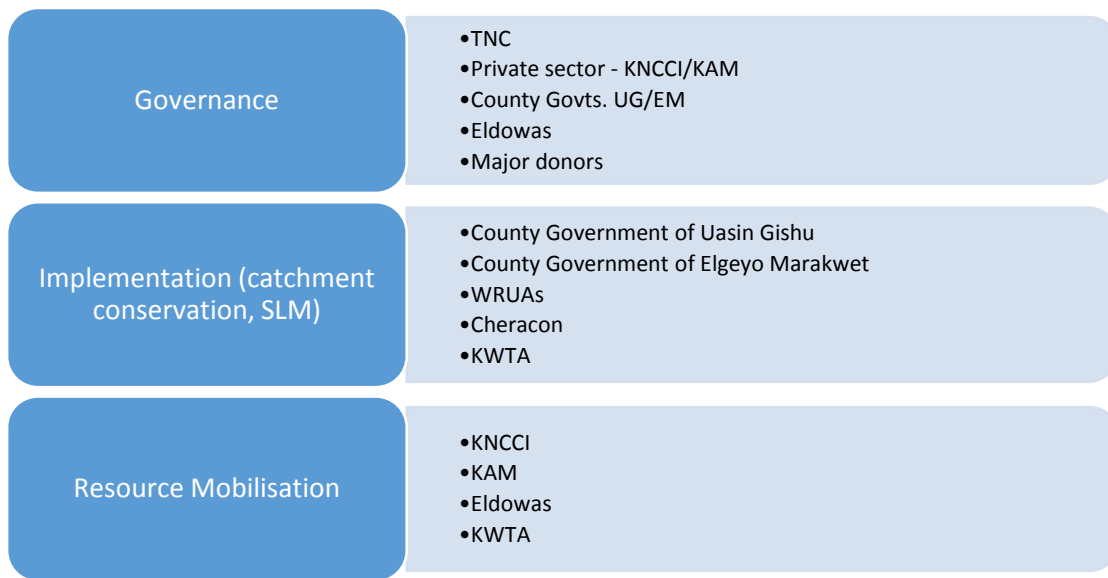 Governance
•TNC
•Private sector - KNCCI/KAM
•County Govts. UG/EM
•Eldowas
•Major donors
Implementation (catchment
conservation, SLM)
•County Government of Uasin Gishu
•County Government of Elgeyo Marakwet
•WRUAs
•Cheracon
•KWTA
Resource Mobilisation
•KNCCI
•KAM
•Eldowas
•KWTA